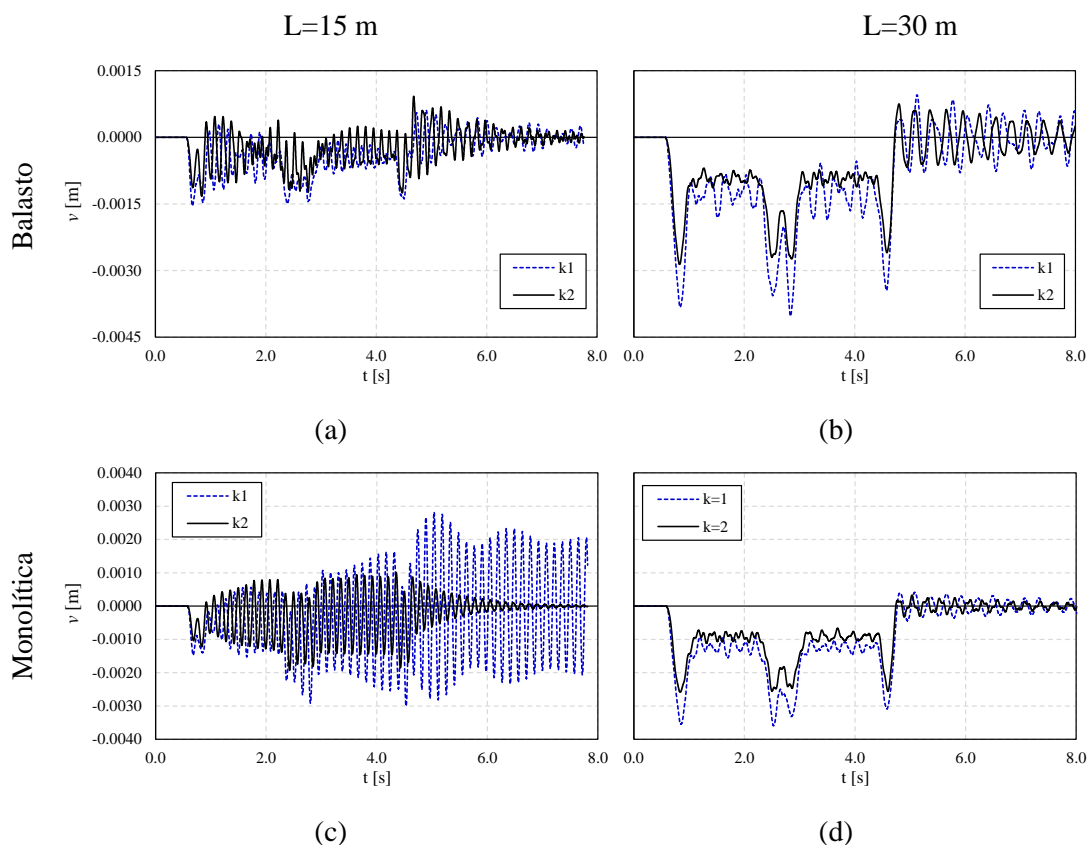 L=15 m
L=30 m
Balasto
0.0015
0.0000
-0.0015
-0.0030
-0.0045
v [m]
k1
k2
0.0
2.0
4.0
6.0
8.0
t [s]
(a)
k1
k2
0.0
2.0
4.0
6.0
8.0
t [s]
(b)
Monolítica
0.0040
0.0030
0.0020
0.0010
0.0000
-0.0010
-0.0020
-0.0030
-0.0040
v [m]
k1
k2
0.0
2.0
4.0
6.0
8.0
t [s]
(c)
k=1
k=2
0.0
2.0
4.0
6.0
8.0
t [s]
(d)